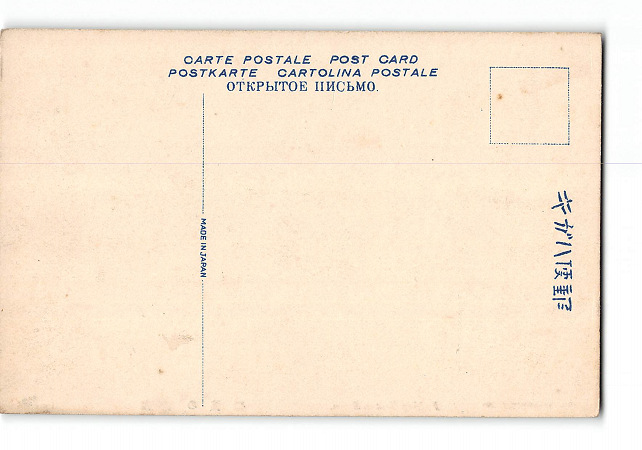 CARTE POSTALE POST CARD
POSTKARTE CARTOLINA POSTALE
ОТКРЫТОЕ ПИСЬМО.
MADE IN JAPAN
キガハ便郵